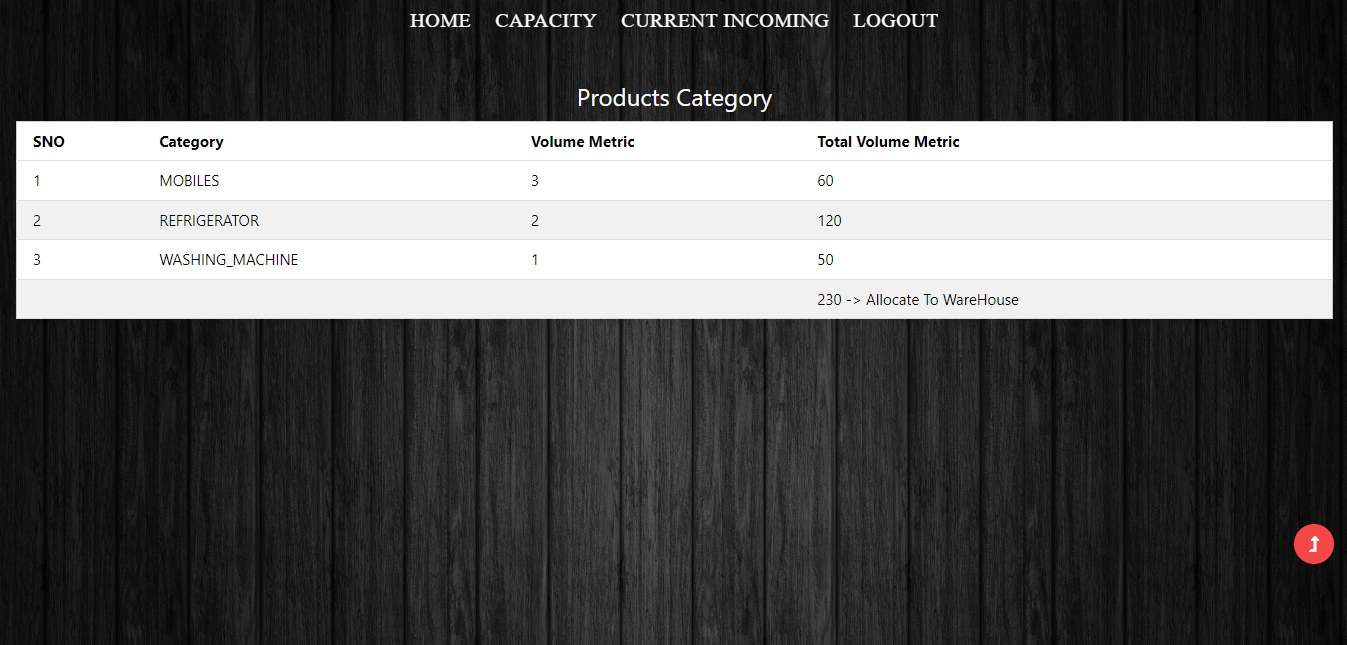 HOME CAPACITY CURRENT INCOMING LOGOUT
Products Category
SNO Category Volume Metric Total Volume Metric
1 MOBILES 3 60
2 REFRIGERATOR 2 120
3 WASHING_MACHINE 1 50
230 -> Allocate To WareHouse